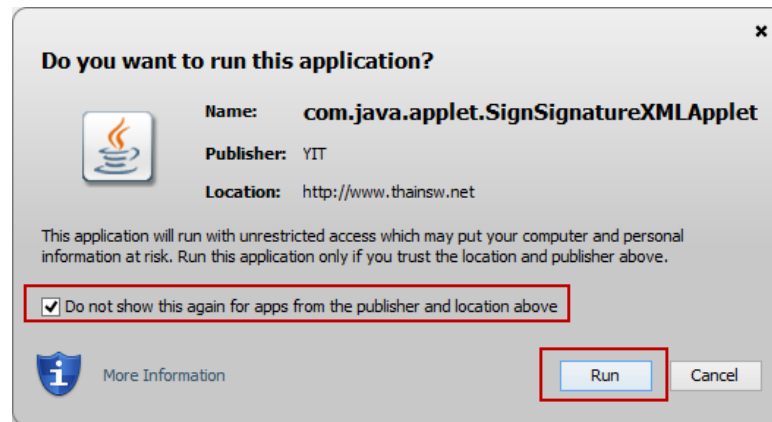 Do you want to run this application?
Name: com.java.applet.SignSignatureXMLApplet
Publisher: YIT
Location: http://www.thainsw.net
This application will run with unrestricted access which may put your computer and personal
information at risk. Run this application only if you trust the location and publisher above.
Do not show this again for apps from the publisher and location above
More Information
Run
Cancel